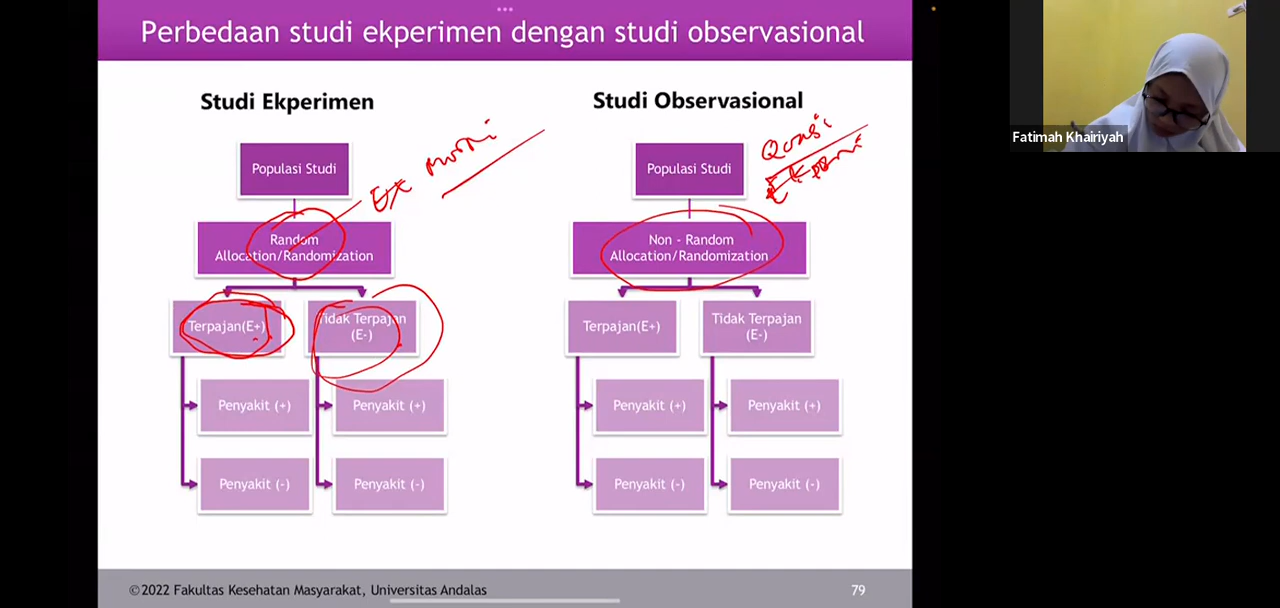 Perbedaan studi ekperimen dengan studi observasional
Studi Ekperimen
Populasi Studi
Ex murni
Random
Allocation/Randomization
Terpajan(E+)
Tidak Terpajan
(E-)
Penyakit (+)
Penyakit (+)
Penyakit (-)
Penyakit (-)
Studi Observasional
Populasi Studi
Quasi
Non - Random
Allocation/Randomization
Terpajan(E+)
Tidak Terpajan
(E-)
Penyakit (+)
Penyakit (+)
Penyakit (-)
Penyakit (-)
©2022 Fakultas Kesehatan Masyarakat, Universitas Andalas
79
Fatimah Khairiyah